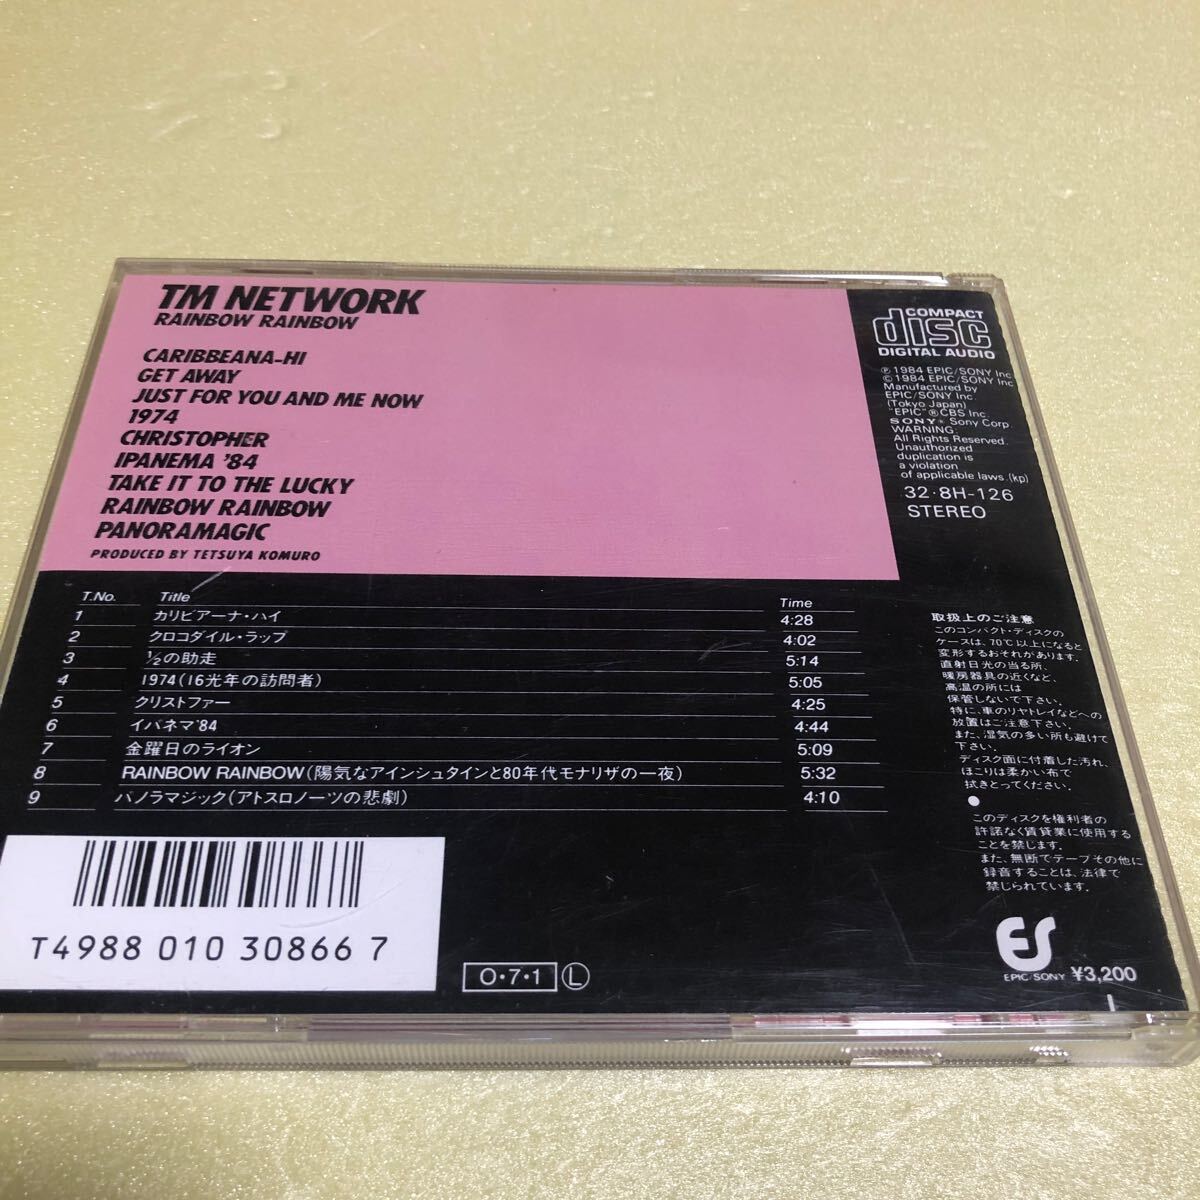 TM NETWORK
RAINBOW RAINBOW
CARIBBEANA-HI
GET AWAY
JUST FOR YOU AND ME NOW
1974
CHRISTOPHER
IPANEMA '84
TAKE IT TO THE LUCKY
RAINBOW RAINBOW
PANORAMAGIC
PRODUCED BY TETSUYA KOMURO
COMPACT
disc
DIGITAL AUDIO
Ⓟ1984 EPIC/SONY Inc.
©1984 EPIC/SONY Inc.
Manufactured by
EPIC/SONY Inc.
(Tokyo Japan)
"EPIC"® CBS Inc.
SONY® Sony Corp.
WARNING:
All Rights Reserved.
Unauthorized
duplication is
a violation
of applicable laws.(kp)
32・8H-126
STEREO
T.No. Title Time
1 カリビアーナ・ハイ 4:28
2 クロコダイル・ラップ 4:02
3 ½の助走 5:14
4 1974(16光年の訪問者) 5:05
5 クリストファー 4:25
6 イパネマ'84 4:44
7 金曜日のライオン 5:09
8 RAINBOW RAINBOW(陽気なアインシュタインと80年代モナリザの一夜) 5:32
9 パノラマジック(アストロノーツの悲劇) 4:10
取扱上のご注意
このコンパクト・ディスクの
ケースは、70℃以上になると
変形するおそれがあります。
直射日光の当る所、
暖房器具の近くなど、
高温の所には
保管しないで下さい。
特に、車のリヤトレイなどへの
放置はご注意下さい。
また、湿気の多い所も避けて
下さい。
ディスク面に付着した汚れ、
ほこりは柔かい布で
拭きとってください。
●
このディスクを権利者の
許諾なく賃貸業に使用する
ことを禁じます。
また、無断でテープその他に
録音することは、法律で
禁じられています。
T4988 010 30866 7
O・7・1 Ⓛ
ES
EPIC/SONY ¥3,200